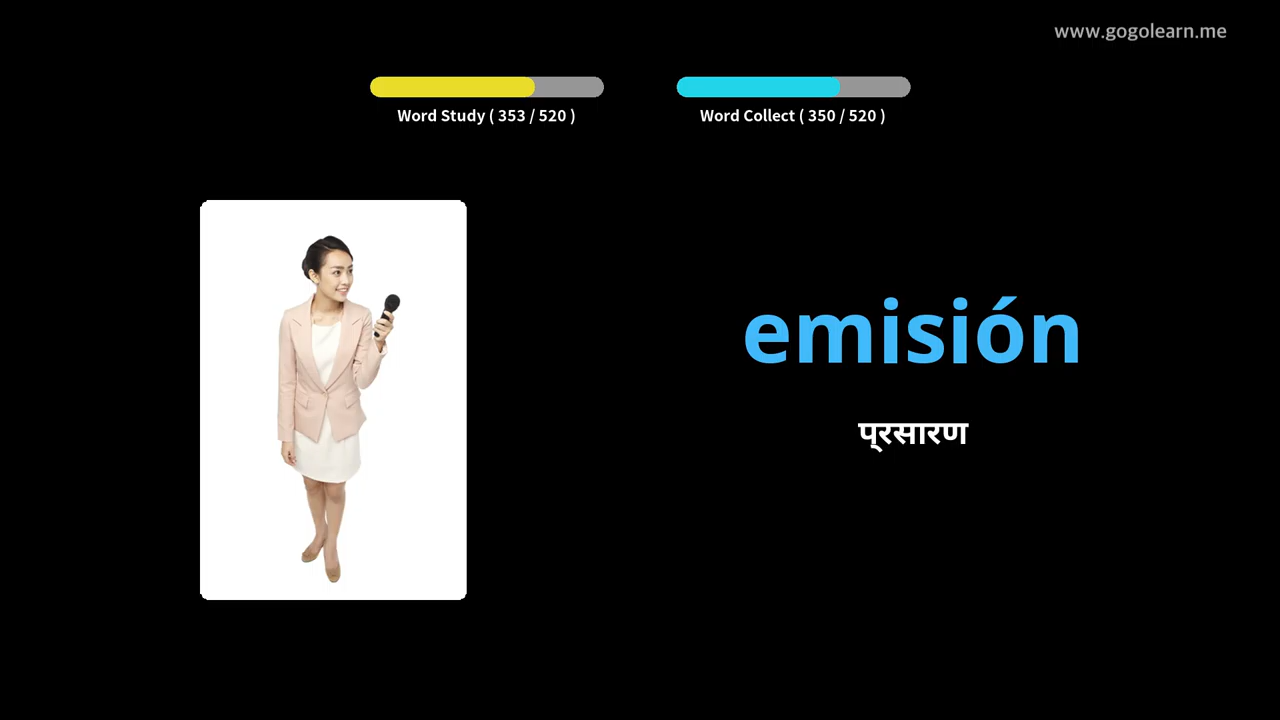 www.gogolearn.me
Word Study ( 353 / 520 )
Word Collect ( 350 / 520 )
emisión
प्रसारण